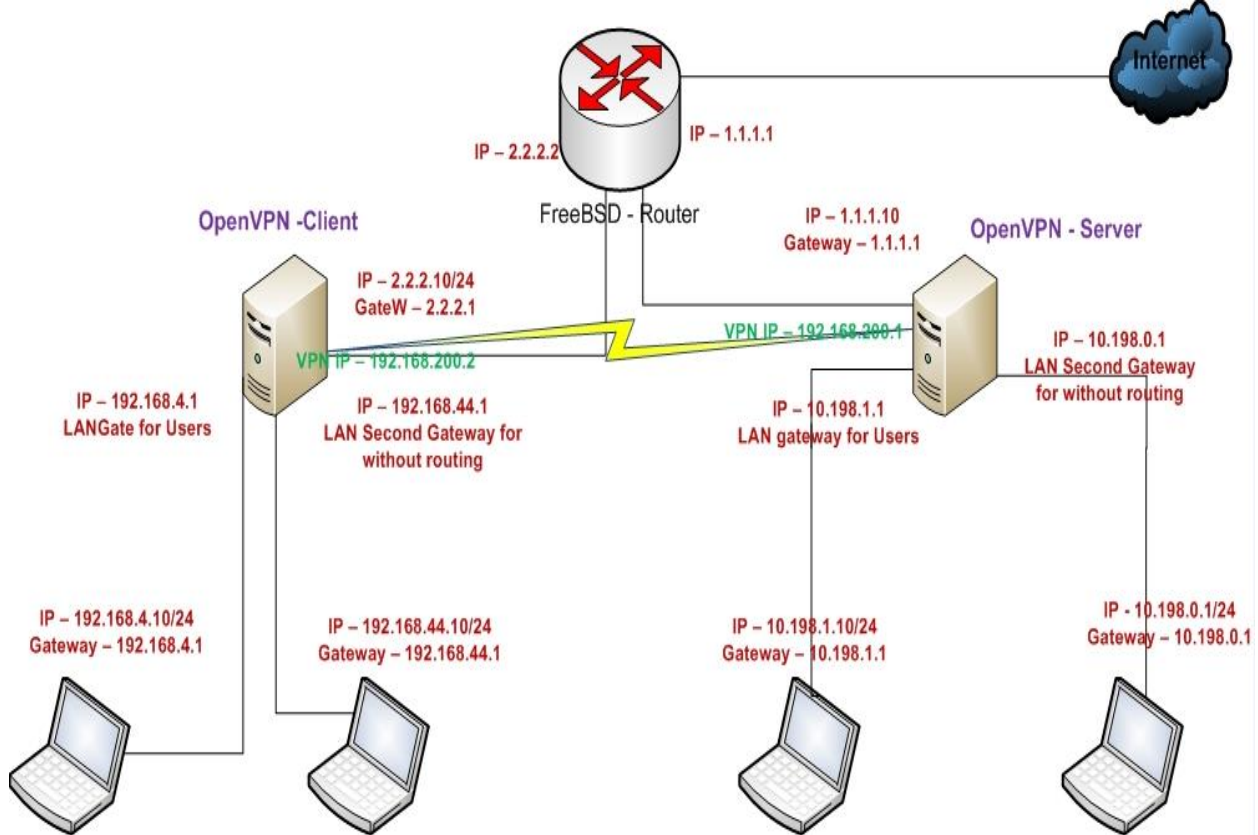 Internet
IP – 1.1.1.1
IP – 2.2.2.2
FreeBSD - Router
OpenVPN -Client
IP – 1.1.1.10
Gateway – 1.1.1.1
OpenVPN - Server
IP – 2.2.2.10/24
GateW – 2.2.2.1
VPN IP – 192.168.200.1
VPN IP – 192.168.200.2
IP – 10.198.0.1
LAN Second Gateway
for without routing
IP – 192.168.4.1
LANGate for Users
IP – 192.168.44.1
LAN Second Gateway for
without routing
IP – 10.198.1.1
LAN gateway for Users
IP – 192.168.4.10/24
Gateway – 192.168.4.1
IP – 192.168.44.10/24
Gateway – 192.168.44.1
IP – 10.198.1.10/24
Gateway – 10.198.1.1
IP - 10.198.0.1/24
Gateway - 10.198.0.1